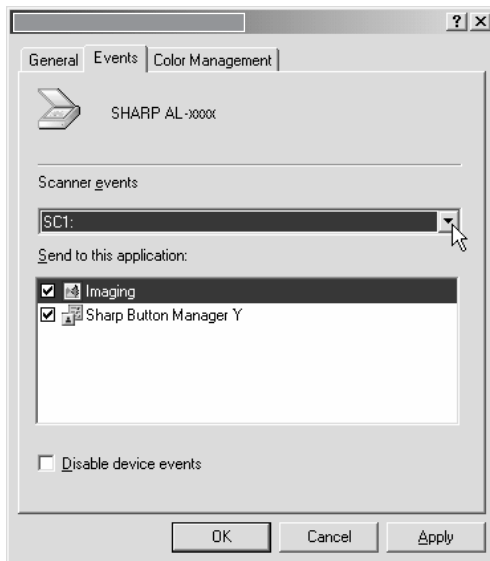 General Events Color Management
SHARP AL-xxxx
Scanner events
SC1:
Send to this application:
Imaging
Sharp Button Manager Y
Disable device events
OK Cancel Apply